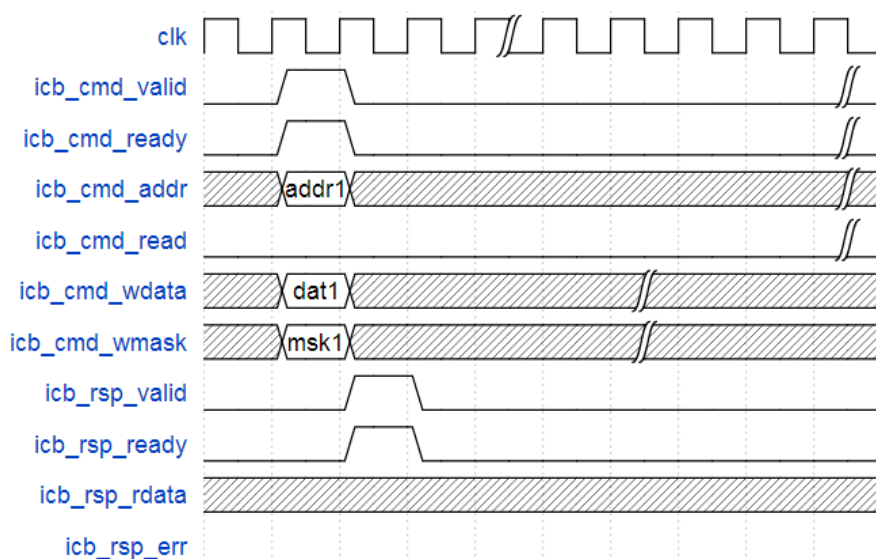 clk
icb_cmd_valid
icb_cmd_ready
icb_cmd_addr addr1
icb_cmd_read
icb_cmd_wdata dat1
icb_cmd_wmask msk1
icb_rsp_valid
icb_rsp_ready
icb_rsp_rdata
icb_rsp_err